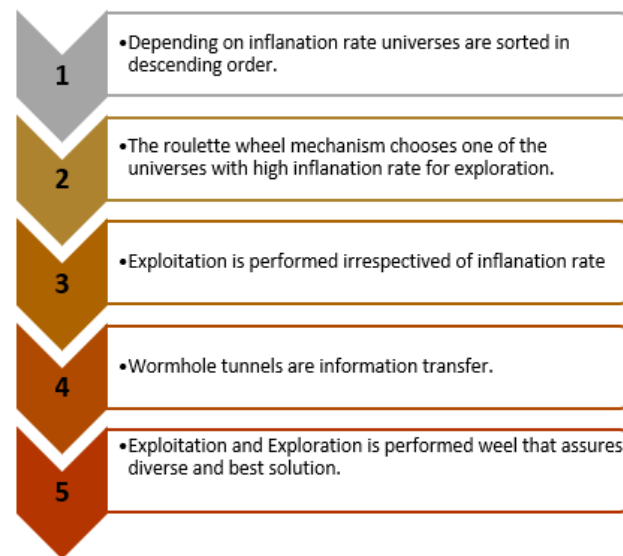 1
•Depending on inflanation rate universes are sorted in
descending order.
2
•The roulette wheel mechanism chooses one of the
universes with high inflanation rate for exploration.
3
•Exploitation is performed irrespectived of inflanation rate
4
•Wormhole tunnels are information transfer.
5
•Exploitation and Exploration is performed weel that assures
diverse and best solution.